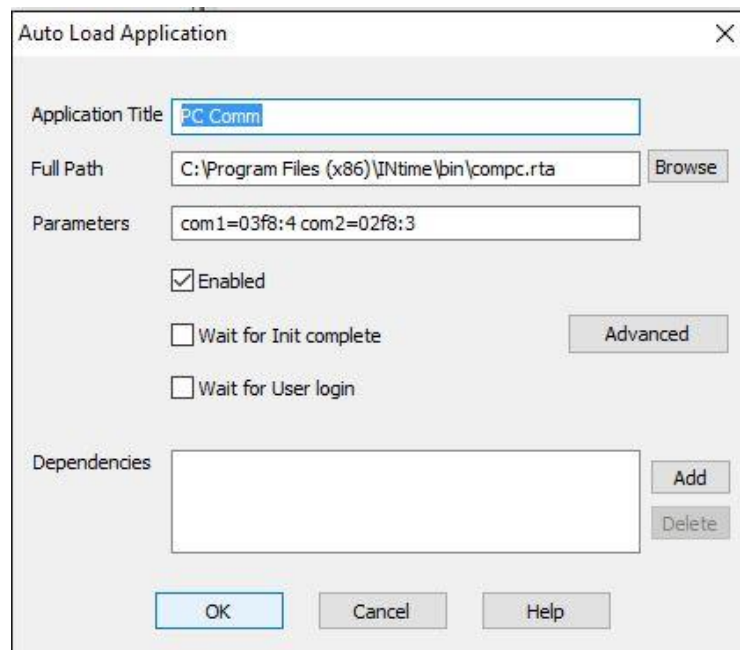 Auto Load Application
Application Title PC Comm
Full Path C:\Program Files (x86)\INtime\bin\compc.rta Browse
Parameters com1=03f8:4 com2=02f8:3
Enabled
Wait for Init complete Advanced
Wait for User login
Dependencies
Add
Delete
OK Cancel Help